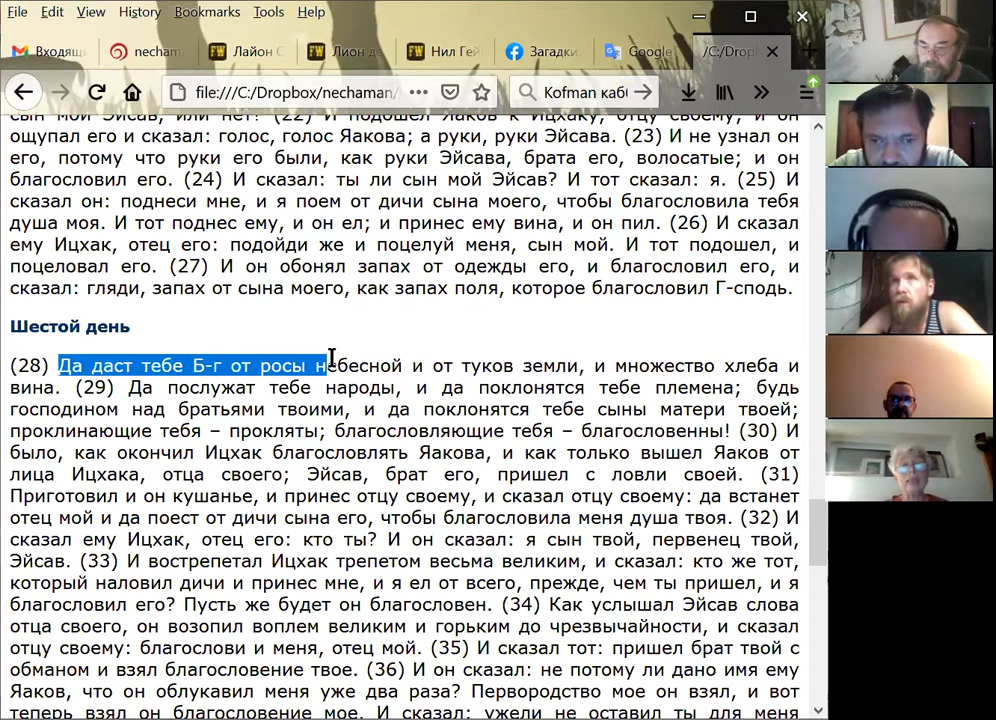 File Edit View History Bookmarks Tools Help
Входящ necham Лайон С Лион де Нил Гей Загадки Google /C:/Drop
file:///C:/Dropbox/nechaman/ Kofman каб
сын мой Эйсав, или нет? (22) И подошел Яаков к Ицхаку, отцу своему, и он
ощупал его и сказал: голос, голос Яакова; а руки, руки Эйсава. (23) И не узнал он
его, потому что руки его были, как руки Эйсава, брата его, волосатые; и он
благословил его. (24) И сказал: ты ли сын мой Эйсав? И тот сказал: я. (25) И
сказал он: поднеси мне, и я поем от дичи сына моего, чтобы благословила тебя
душа моя. И тот поднес ему, и он ел; и принес ему вина, и он пил. (26) И сказал
ему Ицхак, отец его: подойди же и поцелуй меня, сын мой. И тот подошел, и
поцеловал его. (27) И он обонял запах от одежды его, и благословил его, и
сказал: гляди, запах от сына моего, как запах поля, которое благословил Г-сподь.
Шестой день
(28) Да даст тебе Б-г от росы небесной и от туков земли, и множество хлеба и
вина. (29) Да послужат тебе народы, и да поклонятся тебе племена; будь
господином над братьями твоими, и да поклонятся тебе сыны матери твоей;
проклинающие тебя – прокляты; благословляющие тебя – благословенны! (30) И
было, как окончил Ицхак благословлять Яакова, и как только вышел Яаков от
лица Ицхака, отца своего; Эйсав, брат его, пришел с ловли своей. (31)
Приготовил и он кушанье, и принес отцу своему, и сказал отцу своему: да встанет
отец мой и да поест от дичи сына его, чтобы благословила меня душа твоя. (32) И
сказал ему Ицхак, отец его: кто ты? И он сказал: я сын твой, первенец твой,
Эйсав. (33) И вострепетал Ицхак трепетом весьма великим, и сказал: кто же тот,
который наловил дичи и принес мне, и я ел от всего, прежде, чем ты пришел, и я
благословил его? Пусть же будет он благословен. (34) Как услышал Эйсав слова
отца своего, он возопил воплем великим и горьким до чрезвычайности, и сказал
отцу своему: благослови и меня, отец мой. (35) И сказал тот: пришел брат твой с
обманом и взял благословение твое. (36) И он сказал: не потому ли дано имя ему
Яаков, что он облукавил меня уже два раза? Первородство мое он взял, и вот
теперь взял он благословение мое. И сказал: ужели не оставил ты для меня